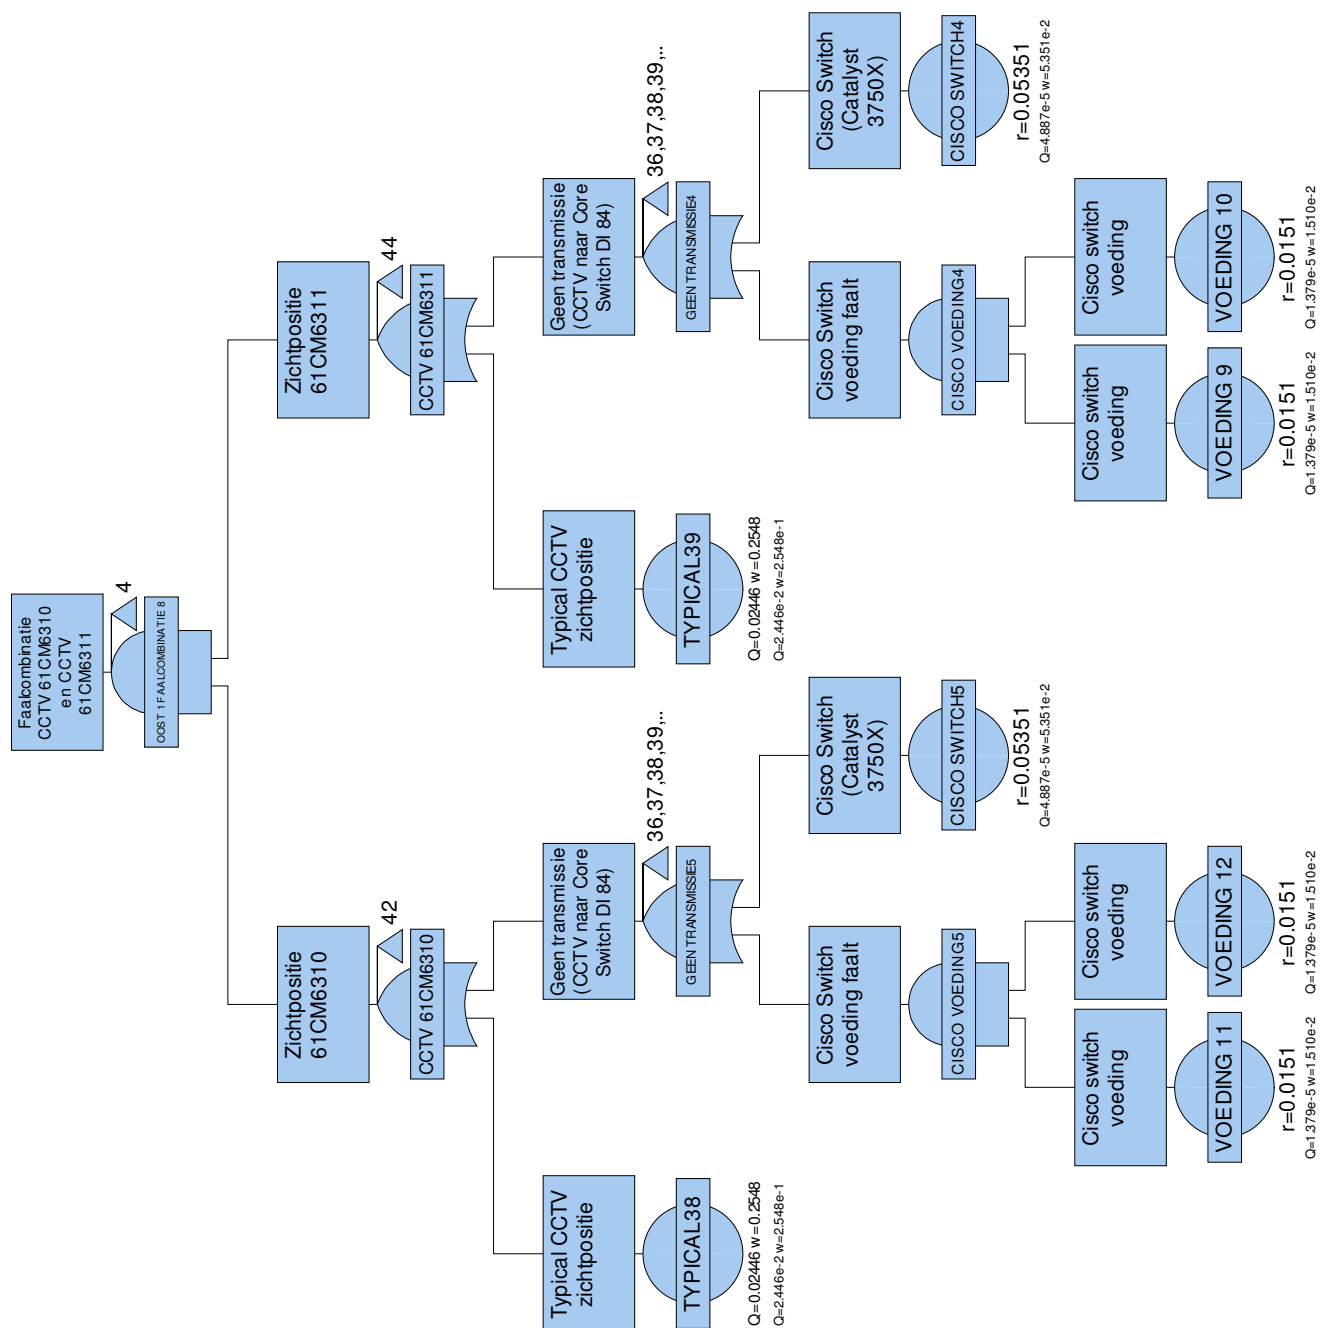 Faalcombinatie
CCTV 61CM6310
en CCTV
61CM6311
4
OOST 1 FAALCOMBINATIE 8
Zichtpositie
61CM6310
42
CCTV 61CM6310
Zichtpositie
61CM6311
44
CCTV 61CM6311
Typical CCTV
zichtpositie
TYPICAL38
Q=0.02446 w=0.2548
Q=2.446e-2 w=2.548e-1
Geen transmissie
(CCTV naar Core
Switch DI 84)
36,37,38,39,..
GEEN TRANSMISSIE5
Typical CCTV
zichtpositie
TYPICAL39
Q=0.02446 w=0.2548
Q=2.446e-2 w=2.548e-1
Geen transmissie
(CCTV naar Core
Switch DI 84)
36,37,38,39,..
GEEN TRANSMISSIE4
Cisco Switch
voeding faalt
CISCO VOEDING5
Cisco Switch
(Catalyst
3750X)
CISCO SWITCH5
r=0.05351
Q=4.887e-5 w=5.351e-2
Cisco Switch
voeding faalt
CISCO VOEDING4
Cisco Switch
(Catalyst
3750X)
CISCO SWITCH4
r=0.05351
Q=4.887e-5 w=5.351e-2
Cisco switch
voeding
VOEDING 11
r=0.0151
Q=1.379e-5 w=1.510e-2
Cisco switch
voeding
VOEDING 12
r=0.0151
Q=1.379e-5 w=1.510e-2
Cisco switch
voeding
VOEDING 9
r=0.0151
Q=1.379e-5 w=1.510e-2
Cisco switch
voeding
VOEDING 10
r=0.0151
Q=1.379e-5 w=1.510e-2